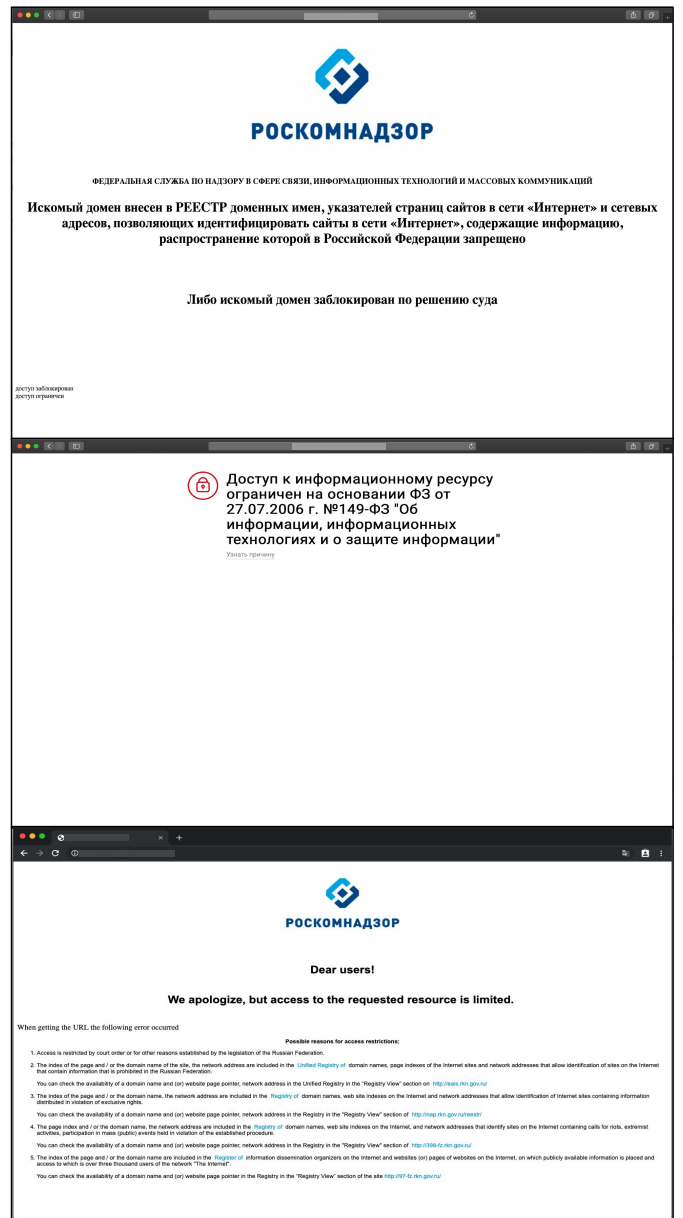 РОСКОМНАДЗОР
ФЕДЕРАЛЬНАЯ СЛУЖБА ПО НАДЗОРУ В СФЕРЕ СВЯЗИ, ИНФОРМАЦИОННЫХ ТЕХНОЛОГИЙ И МАССОВЫХ КОММУНИКАЦИЙ
Искомый домен внесен в РЕЕСТР доменных имен, указателей страниц сайтов в сети «Интернет» и сетевых
адресов, позволяющих идентифицировать сайты в сети «Интернет», содержащие информацию,
распространение которой в Российской Федерации запрещено
Либо искомый домен заблокирован по решению суда
доступ заблокирован
доступ ограничен
Доступ к информационному ресурсу
ограничен на основании ФЗ от
27.07.2006 г. №149-ФЗ "Об
информации, информационных
технологиях и о защите информации"
Узнать причину
РОСКОМНАДЗОР
Dear users!
We apologize, but access to the requested resource is limited.
When getting the URL the following error occurred
Possible reasons for access restrictions:
1. Access is restricted by court order or for other reasons established by the legislation of the Russian Federation.
2. The index of the page and / or the domain name of the site, the network address are included in the Unified Registry of domain names, page indexes of the Internet sites and network addresses that allow identification of sites on the Internet
that contain information that is prohibited in the Russian Federation.
You can check the availability of a domain name and (or) website page pointer, network address in the Unified Registry in the "Registry View" section on http://eais.rkn.gov.ru/
3. The index of the page and / or the domain name, the network address are included in the Registry of domain names, web site indexes on the Internet and network addresses that allow identification of Internet sites containing information
distributed in violation of exclusive rights.
You can check the availability of a domain name and (or) website page pointer, network address in the Registry in the "Registry View" section of http://nap.rkn.gov.ru/reestr/
4. The page index and / or the domain name, the network address are included in the Registry of domain names, web site indexes on the Internet, and network addresses that identify sites on the Internet containing calls for riots, extremist
activities, participation in mass (public) events held in violation of the established procedure.
You can check the availability of a domain name and (or) website page pointer, network address in the Registry in the "Registry View" section of http://398-fz.rkn.gov.ru/
5. The index of the page and / or the domain name are included in the Register of information dissemination organizers on the Internet and websites (or) pages of websites on the Internet, on which publicly available information is placed and
access to which is over three thousand users of the network "The Internet".
You can check the availability of a domain name and (or) website page pointer in the Registry in the "Registry View" section of the site http://97-fz.rkn.gov.ru/